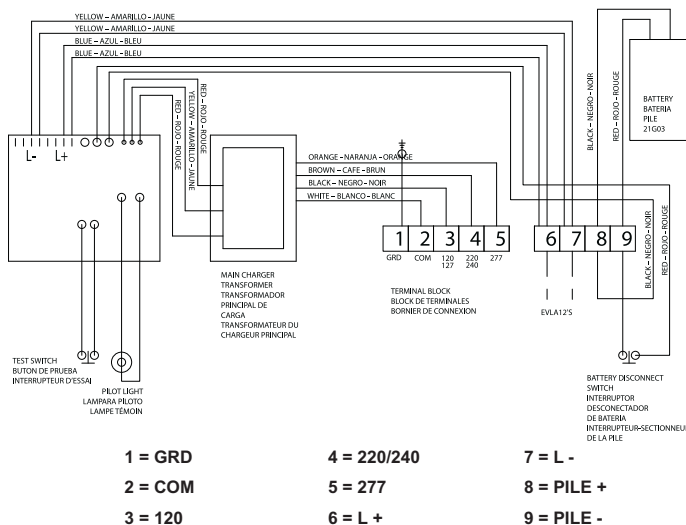 YELLOW – AMARILLO – JAUNE
YELLOW – AMARILLO – JAUNE
BLUE – AZUL – BLEU
BLUE – AZUL – BLEU
L-
L+
RED – ROJO – ROUGE
YELLOW – AMARILLO – JAUNE
RED – ROJO – ROUGE
ORANGE – NARANJA – ORANGE
BROWN – CAFE – BRUN
BLACK – NEGRO – NOIR
WHITE – BLANCO – BLANC
BLACK – NEGRO – NOIR
RED – ROJO – ROUGE
BATTERY
BATERIA
PILE
21G03
BLACK – NEGRO – NOIR
RED – ROJO – ROUGE
1 2 3 4 5
GRD COM 120 220 277
127 240
6 7 8 9
EVLA12'S
MAIN CHARGER
TRANSFORMER
TRANSFORMADOR
PRINCIPAL DE
CARGA
TRANSFORMATEUR DU
CHARGEUR PRINCIPAL
TERMINAL BLOCK
BLOCK DE TERMINALES
BORNIER DE CONNEXION
TEST SWITCH
BUTON DE PRUEBA
INTERRUPTEUR D'ESSAI
PILOT LIGHT
LAMPARA PILOTO
LAMPE TÉMOIN
BATTERY DISCONNECT
SWITCH
INTERRUPTOR
DESCONECTADOR
DE BATERIA
INTERRUPTEUR-SECTIONNEU
DE LA PILE
1 = GRD 4 = 220/240 7 = L -
2 = COM 5 = 277 8 = PILE +
3 = 120 6 = L + 9 = PILE -